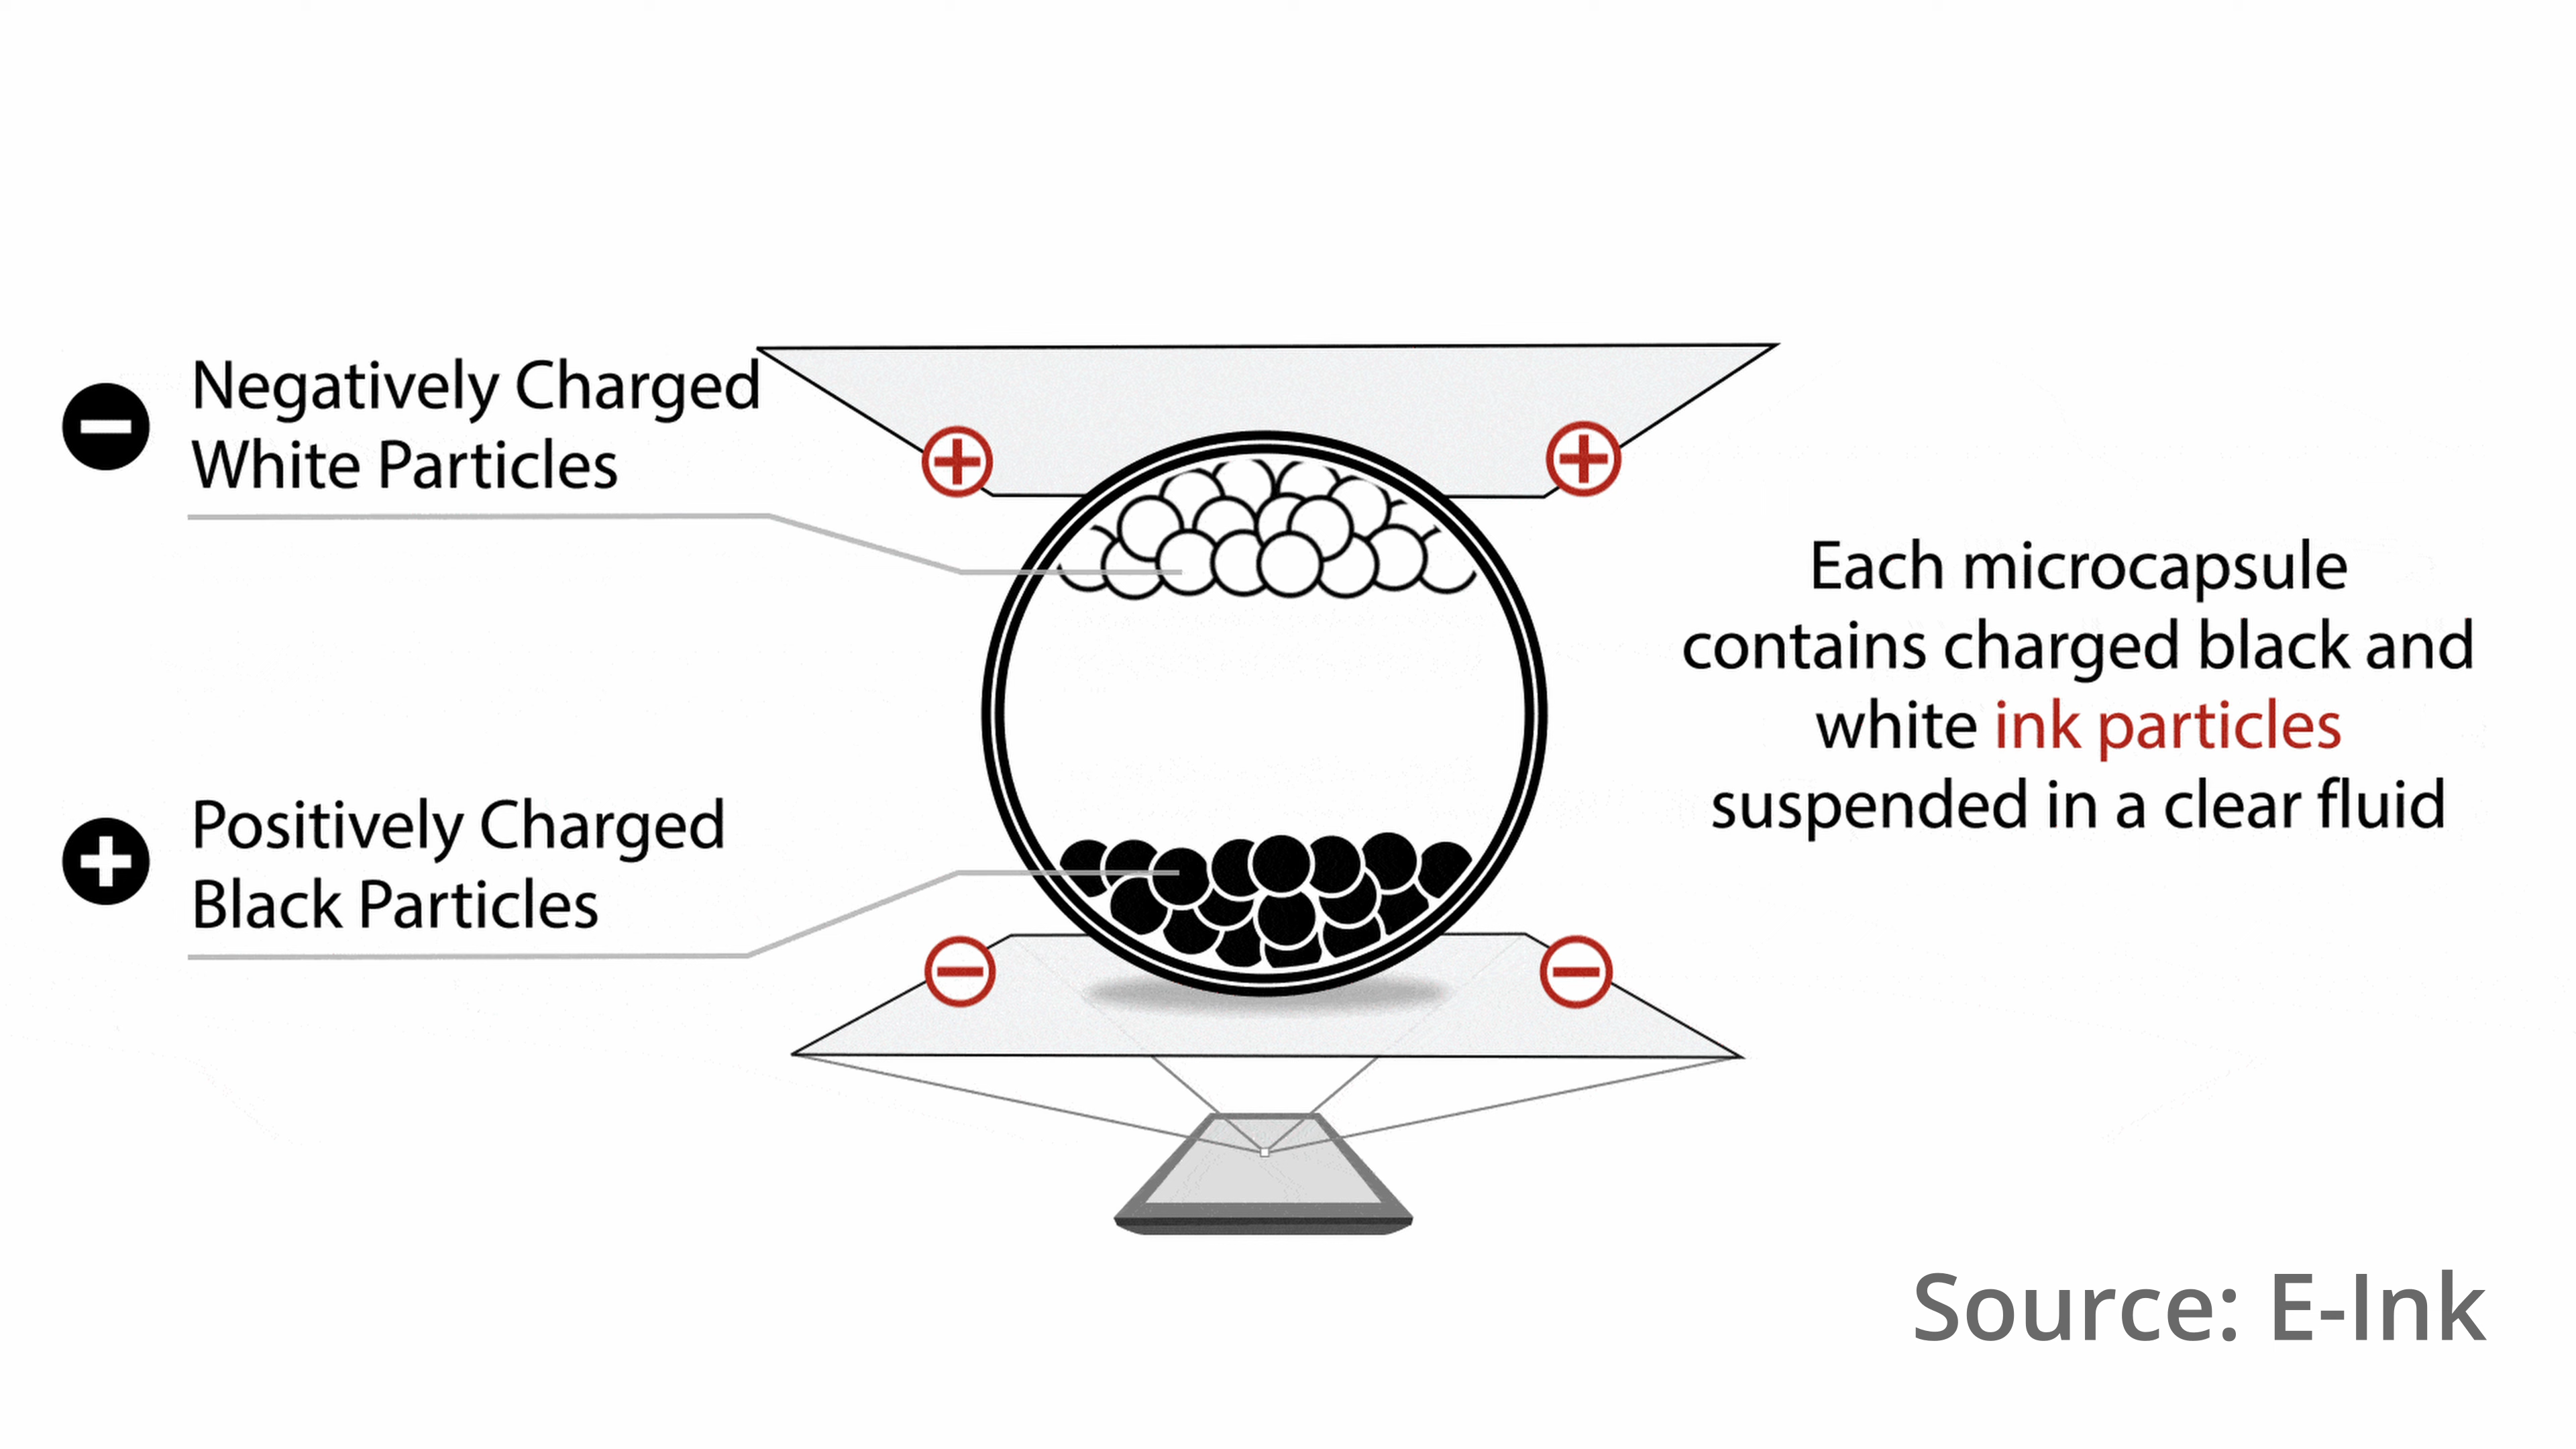 Negatively Charged
White Particles
Each microcapsule
contains charged black and
white ink particles
suspended in a clear fluid
Positively Charged
Black Particles
Source: E-Ink